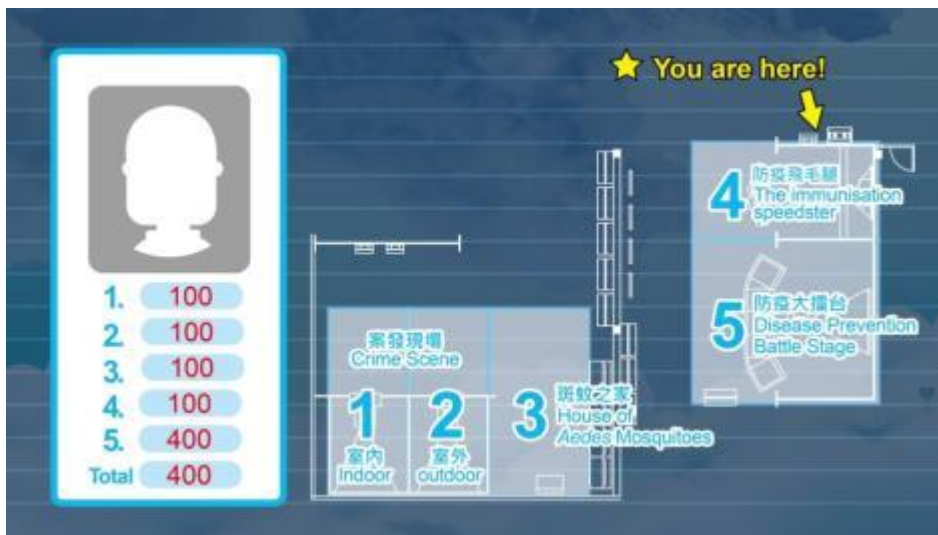 ★ You are here!
1. 100
2. 100
3. 100
4. 100
5. 400
Total 400
案發現場
Crime Scene
1
室內
Indoor
2
室外
outdoor
3
斑蚊之家
House of
Aedes Mosquitoes
4
防疫飛毛腿
The immunisation
speedster
5
防疫大擂台
Disease Prevention
Battle Stage